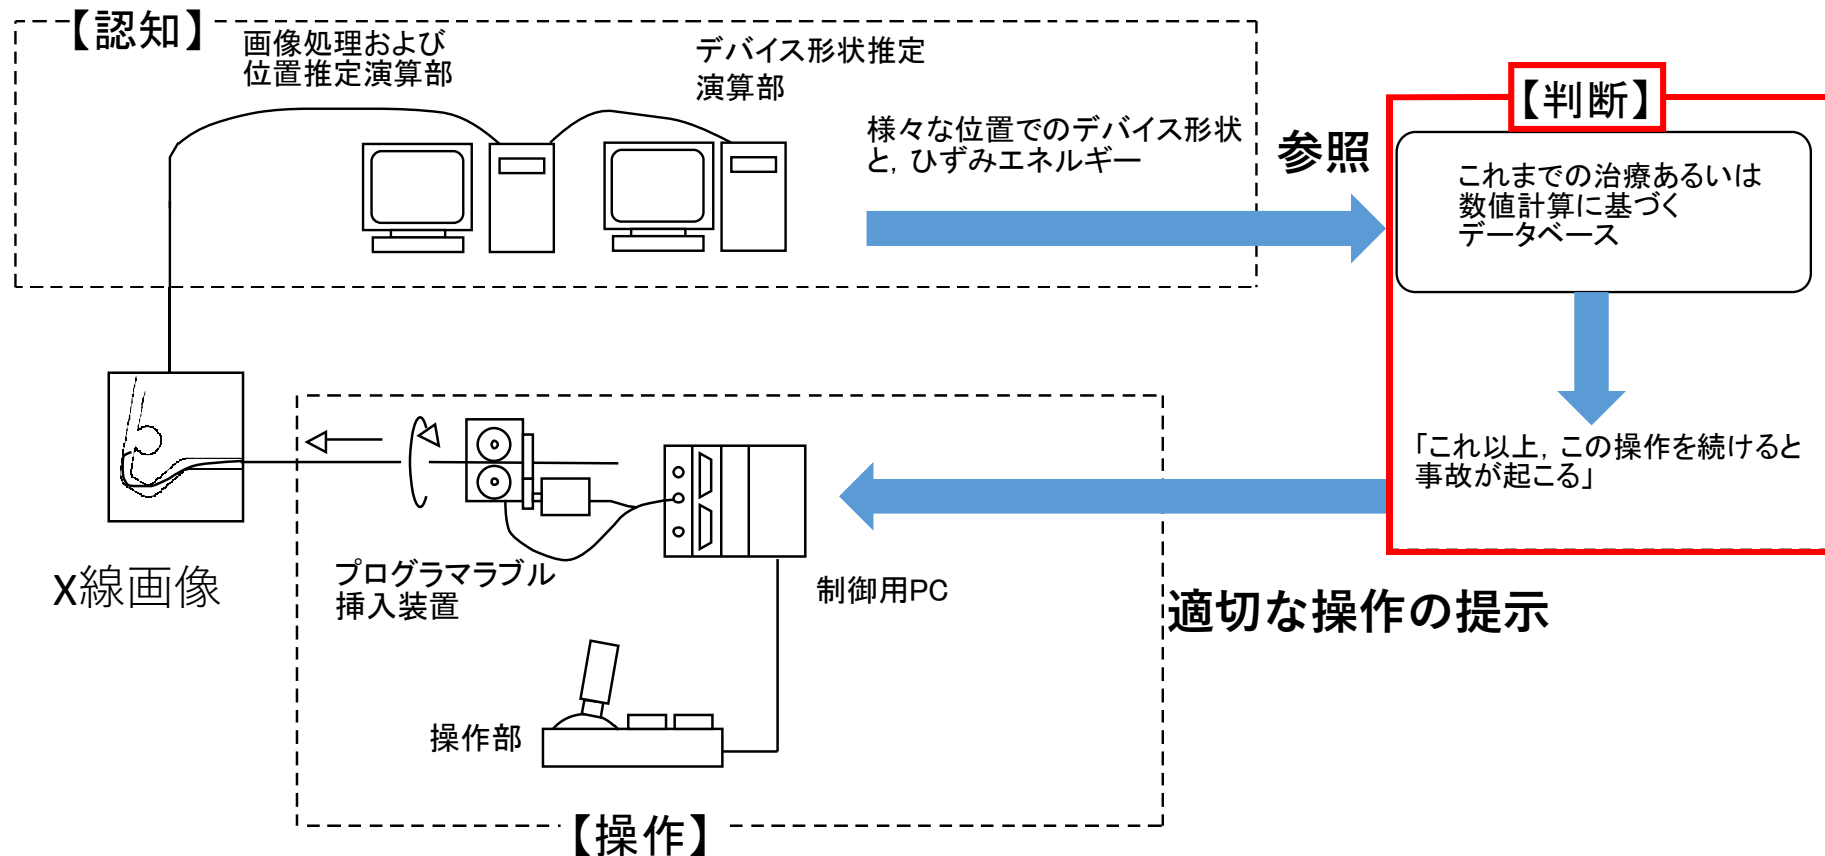 【認知】
画像処理および
位置推定演算部
デバイス形状推定
演算部
様々な位置でのデバイス形状
と，ひずみエネルギー
参照
【判断】
これまでの治療あるいは
数値計算に基づく
データベース
「これ以上，この操作を続けると
事故が起こる」
適切な操作の提示
X線画像
プログラマラブル
挿入装置
制御用PC
操作部
【操作】